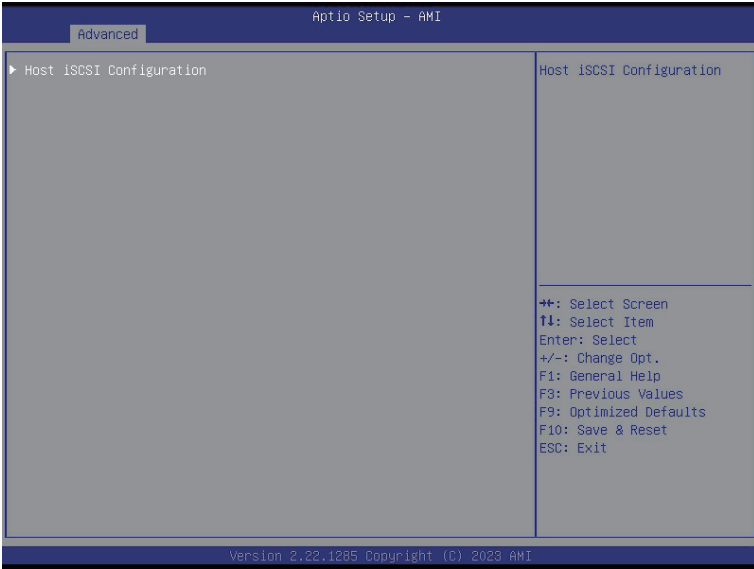 Aptio Setup – AMI
Advanced
▶ Host iSCSI Configuration
Host iSCSI Configuration
→←: Select Screen
↑↓: Select Item
Enter: Select
+/-: Change Opt.
F1: General Help
F3: Previous Values
F9: Optimized Defaults
F10: Save & Reset
ESC: Exit
Version 2.22.1285 Copyright (C) 2023 AMI